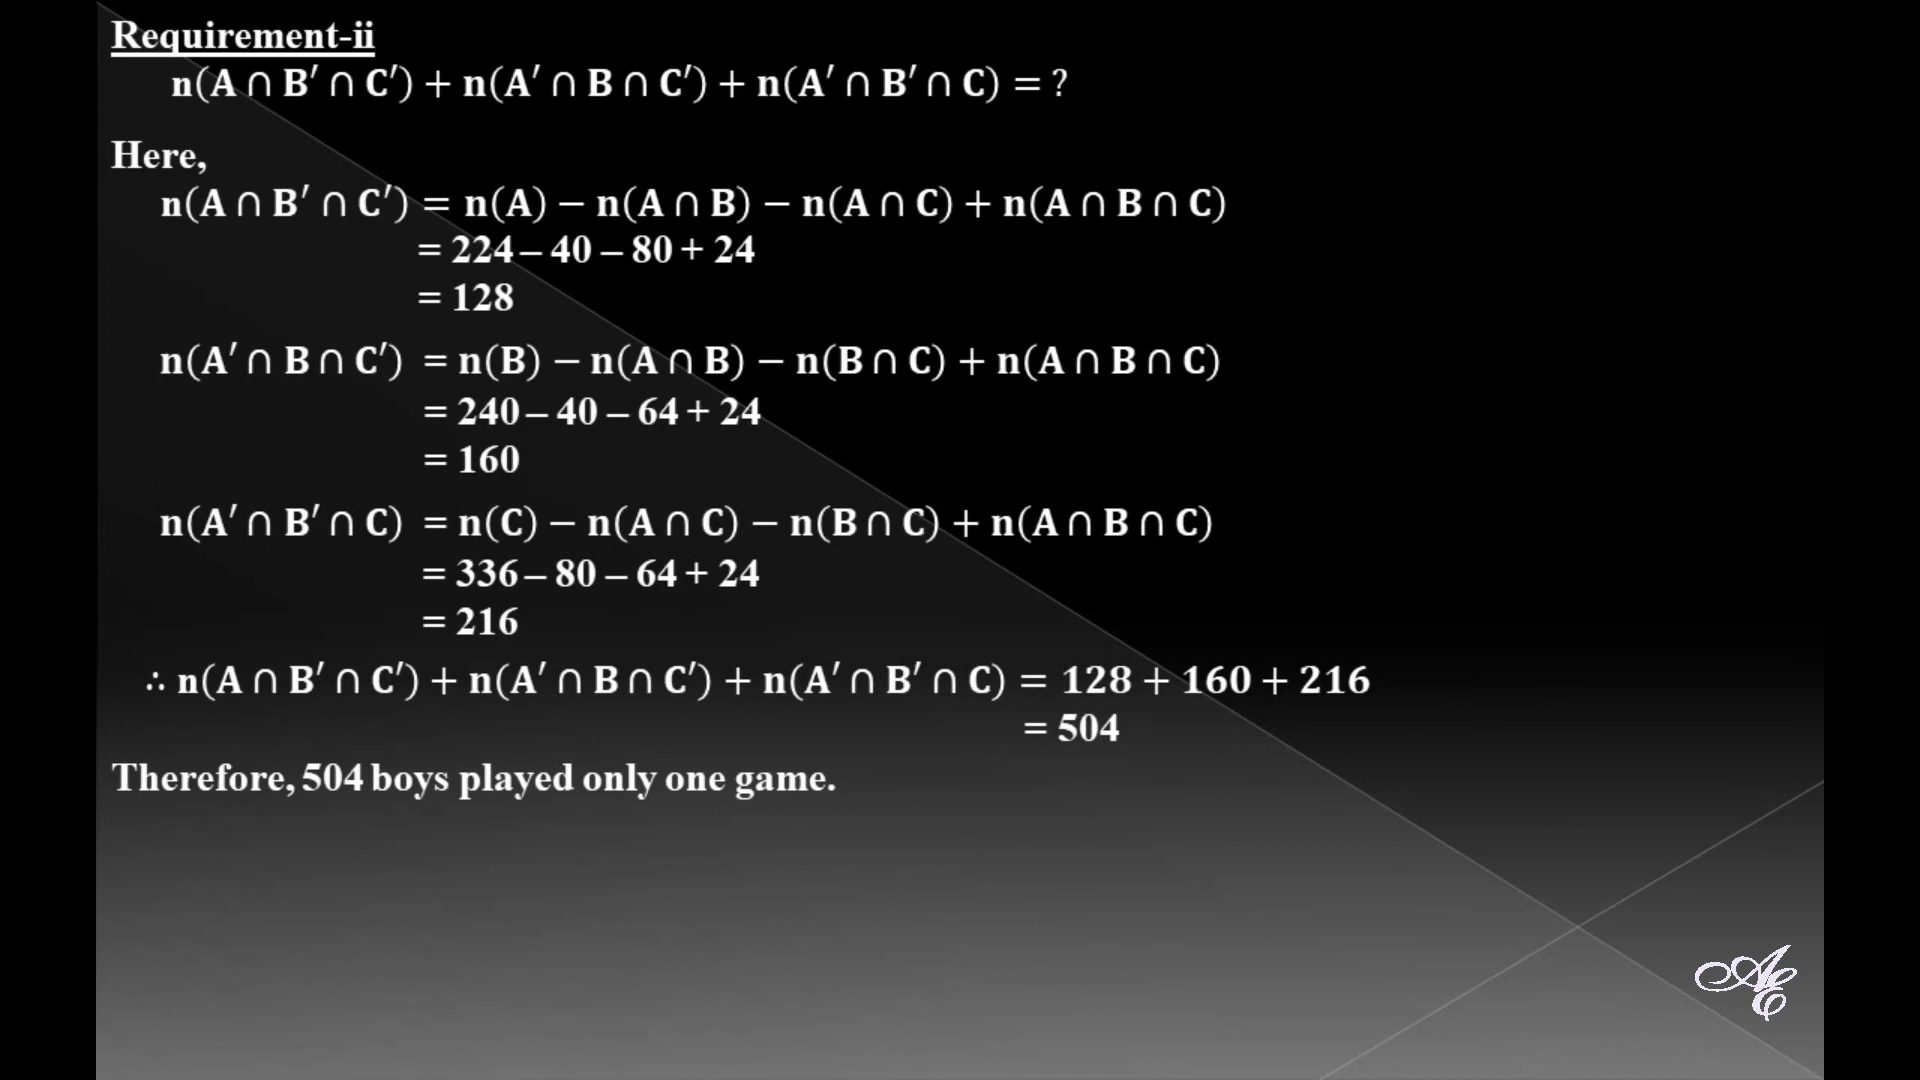 Requirement-ii
n(A ∩ B′ ∩ C′) + n(A′ ∩ B ∩ C′) + n(A′ ∩ B′ ∩ C) = ?
Here,
n(A ∩ B′ ∩ C′) = n(A) − n(A ∩ B) − n(A ∩ C) + n(A ∩ B ∩ C)
= 224 – 40 – 80 + 24
= 128
n(A′ ∩ B ∩ C′) = n(B) − n(A ∩ B) − n(B ∩ C) + n(A ∩ B ∩ C)
= 240 – 40 – 64 + 24
= 160
n(A′ ∩ B′ ∩ C) = n(C) − n(A ∩ C) − n(B ∩ C) + n(A ∩ B ∩ C)
= 336 – 80 – 64 + 24
= 216
∴ n(A ∩ B′ ∩ C′) + n(A′ ∩ B ∩ C′) + n(A′ ∩ B′ ∩ C) = 128 + 160 + 216
= 504
Therefore, 504 boys played only one game.
AE